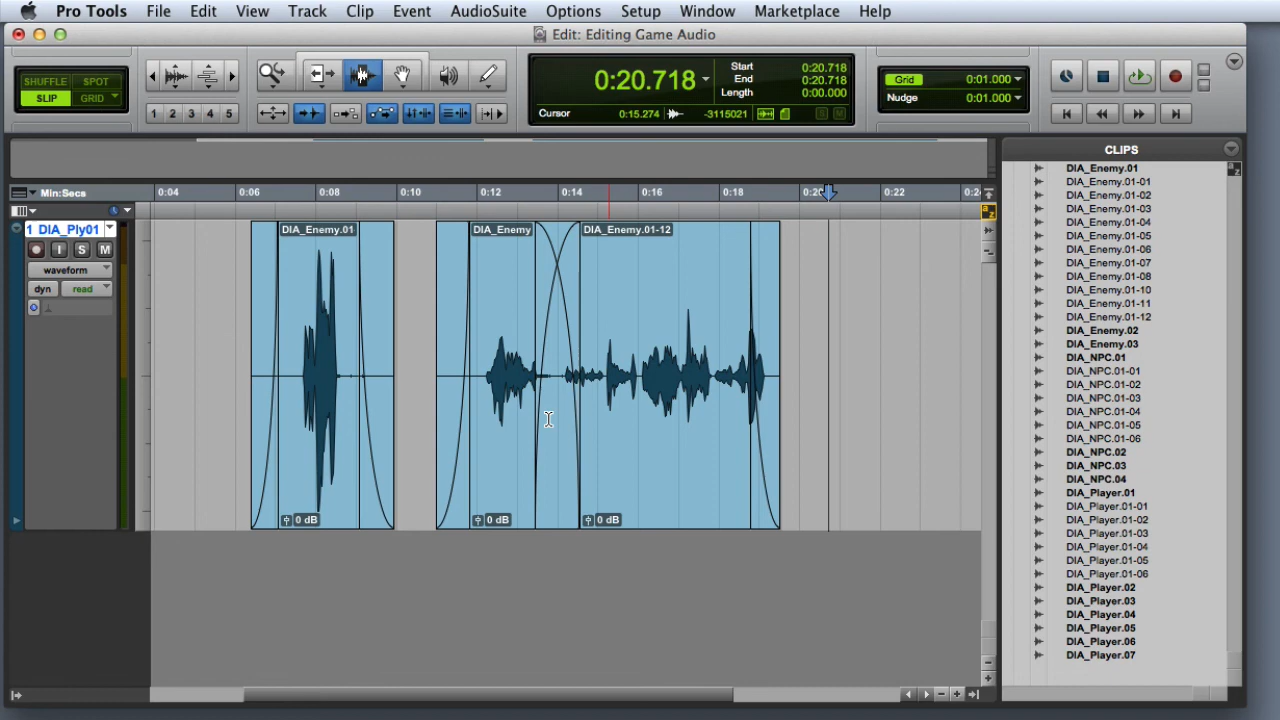 Pro Tools File Edit View Track Clip Event AudioSuite Options Setup Window Marketplace Help
Edit: Editing Game Audio
SHUFFLE SPOT
SLIP GRID
1 2 3 4 5
0:20.718
Start 0:20.718
End 0:20.718
Length 0:00.000
Cursor 0:15.274 -3115021 S M
Grid 0:01.000
Nudge 0:01.000
Min:Secs
0:04 0:06 0:08 0:10 0:12 0:14 0:16 0:18 0:20 0:22 0:2
a z
1 DIA_Ply01
I S M
waveform
dyn read
DIA_Enemy.01 DIA_Enemy DIA_Enemy.01-12
0 dB 0 dB 0 dB
CLIPS
a z
DIA_Enemy.01
DIA_Enemy.01-01
DIA_Enemy.01-02
DIA_Enemy.01-03
DIA_Enemy.01-04
DIA_Enemy.01-05
DIA_Enemy.01-06
DIA_Enemy.01-07
DIA_Enemy.01-08
DIA_Enemy.01-10
DIA_Enemy.01-11
DIA_Enemy.01-12
DIA_Enemy.02
DIA_Enemy.03
DIA_NPC.01
DIA_NPC.01-01
DIA_NPC.01-02
DIA_NPC.01-03
DIA_NPC.01-04
DIA_NPC.01-05
DIA_NPC.01-06
DIA_NPC.02
DIA_NPC.03
DIA_NPC.04
DIA_Player.01
DIA_Player.01-01
DIA_Player.01-02
DIA_Player.01-03
DIA_Player.01-04
DIA_Player.01-05
DIA_Player.01-06
DIA_Player.02
DIA_Player.03
DIA_Player.04
DIA_Player.05
DIA_Player.06
DIA_Player.07